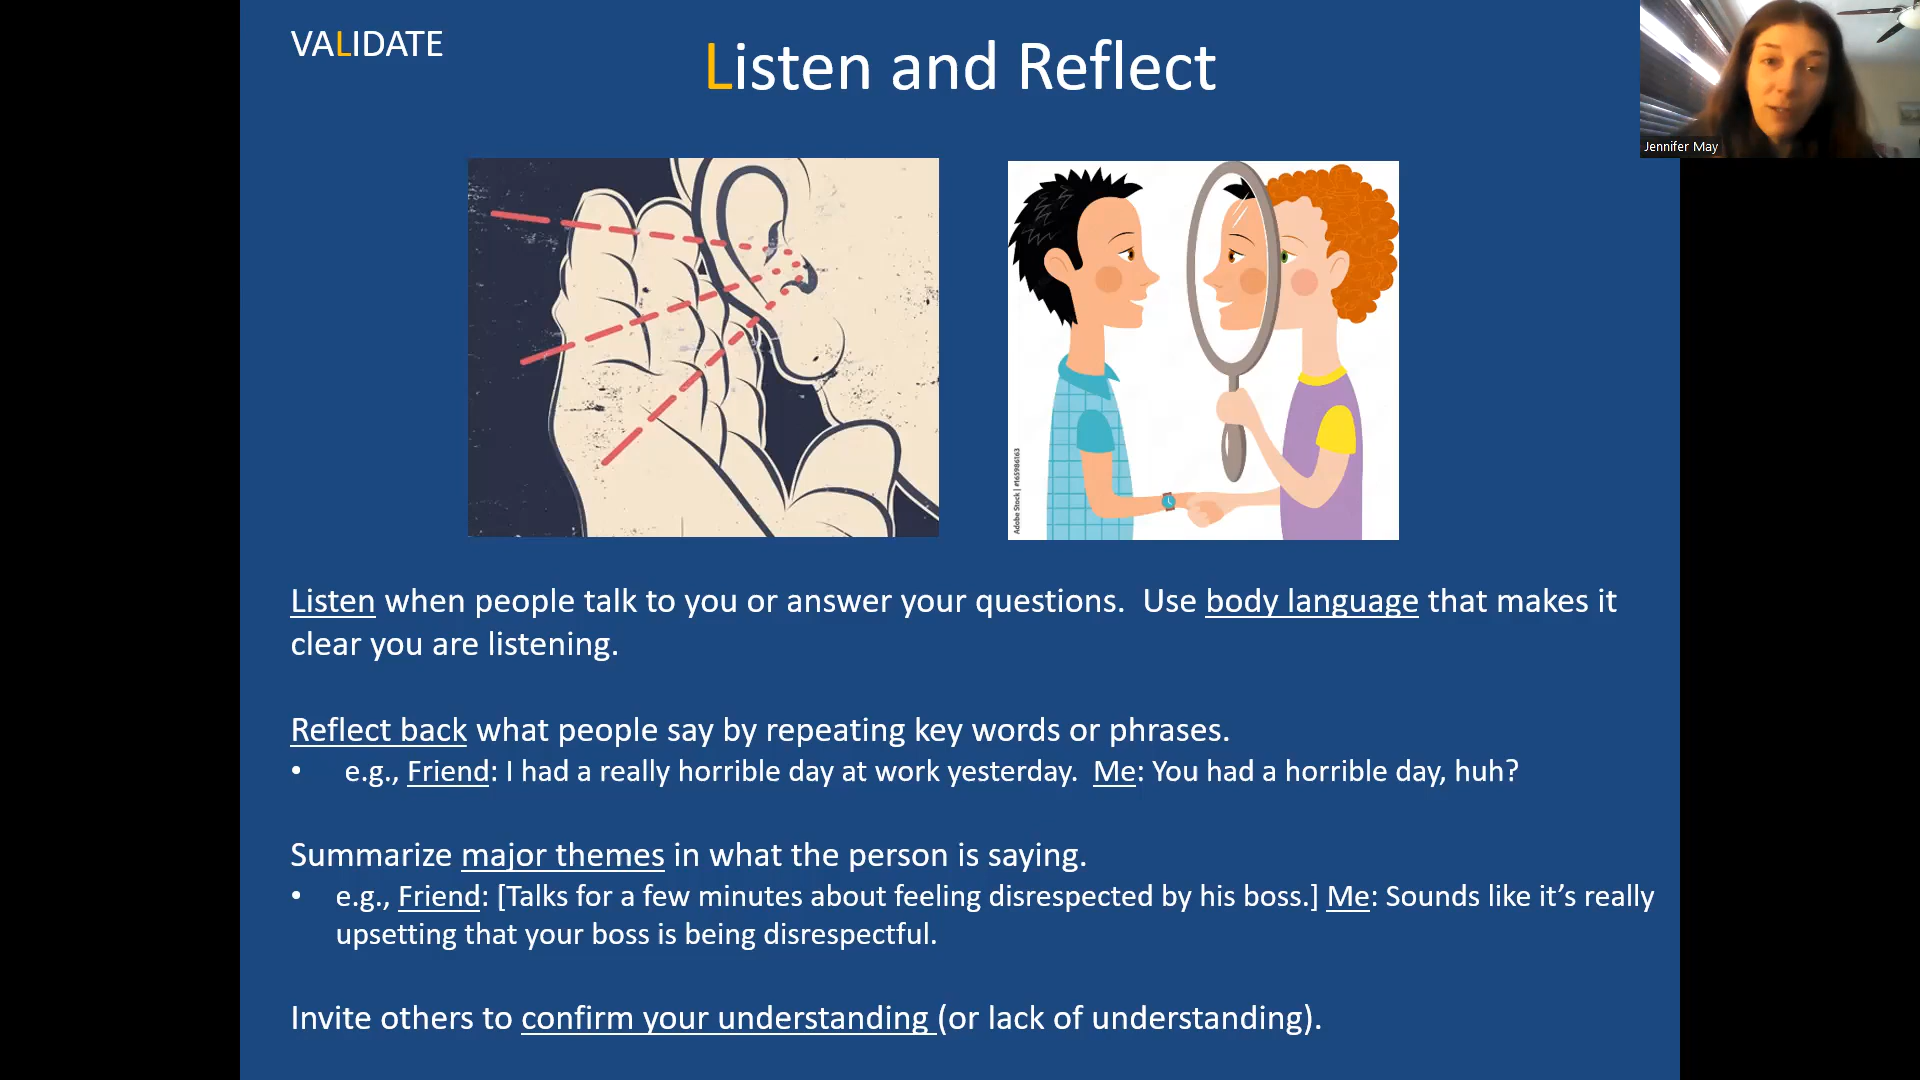 VALIDATE
Listen and Reflect
Jennifer May
Adobe Stock | #165986163
Listen when people talk to you or answer your questions.  Use body language that makes it
clear you are listening.
Reflect back what people say by repeating key words or phrases.
• e.g., Friend: I had a really horrible day at work yesterday.  Me: You had a horrible day, huh?
Summarize major themes in what the person is saying.
• e.g., Friend: [Talks for a few minutes about feeling disrespected by his boss.] Me: Sounds like it’s really
upsetting that your boss is being disrespectful.
Invite others to confirm your understanding (or lack of understanding).